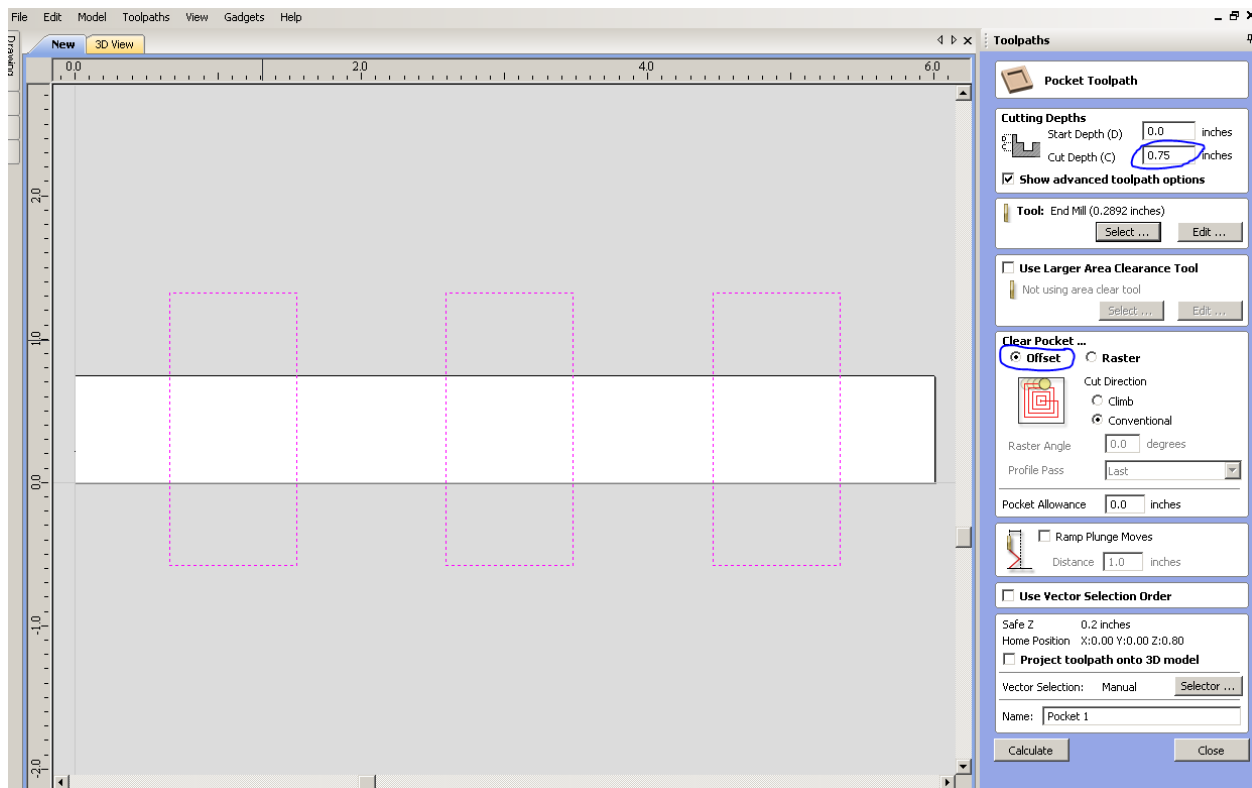 File Edit Model Toolpaths View Gadgets Help
Drawing
New 3D View
Toolpaths
0.0 2.0 4.0 6.0
2.0
1.0
0.0
-1.0
-2.0
Pocket Toolpath
Cutting Depths
Start Depth (D) 0.0 inches
Cut Depth (C) 0.75 inches
Show advanced toolpath options
Tool: End Mill (0.2892 inches)
Select ... Edit ...
Use Larger Area Clearance Tool
Not using area clear tool
Select ... Edit ...
Clear Pocket ...
Offset Raster
Cut Direction
Climb
Conventional
Raster Angle 0.0 degrees
Profile Pass Last
Pocket Allowance 0.0 inches
Ramp Plunge Moves
Distance 1.0 inches
Use Vector Selection Order
Safe Z 0.2 inches
Home Position X:0.00 Y:0.00 Z:0.80
Project toolpath onto 3D model
Vector Selection: Manual Selector ...
Name: Pocket 1
Calculate Close